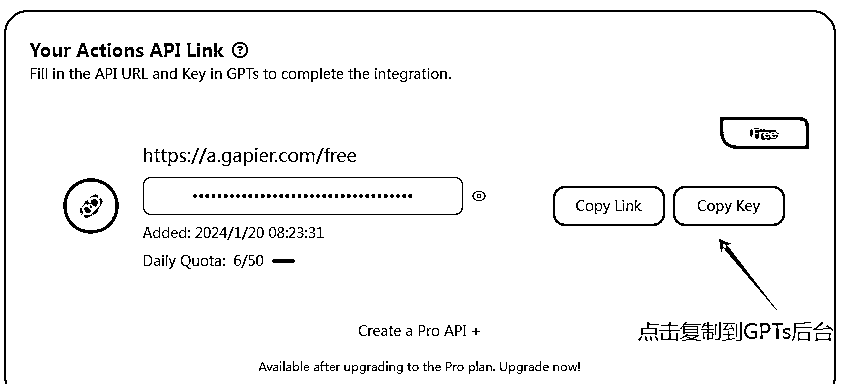 Your Actions API Link ?
Fill in the API URL and Key in GPTs to complete the integration.
Free
https://a.gapier.com/free
••••••••••••••••••••••••••••••••••••
Copy Link
Copy Key
Added: 2024/1/20 08:23:31
Daily Quota: 6/50
点击复制到GPTs后台
Create a Pro API +
Available after upgrading to the Pro plan. Upgrade now!